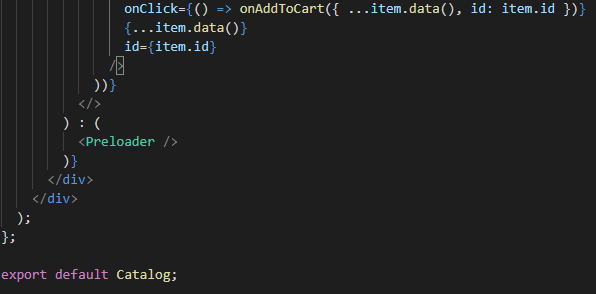 onClick={() => onAddToCart({ ...item.data(), id: item.id })}
{...item.data()}
id={item.id}
/>
))}
</>
) : (
<Preloader />
)}
</div>
</div>
);
};
export default Catalog;